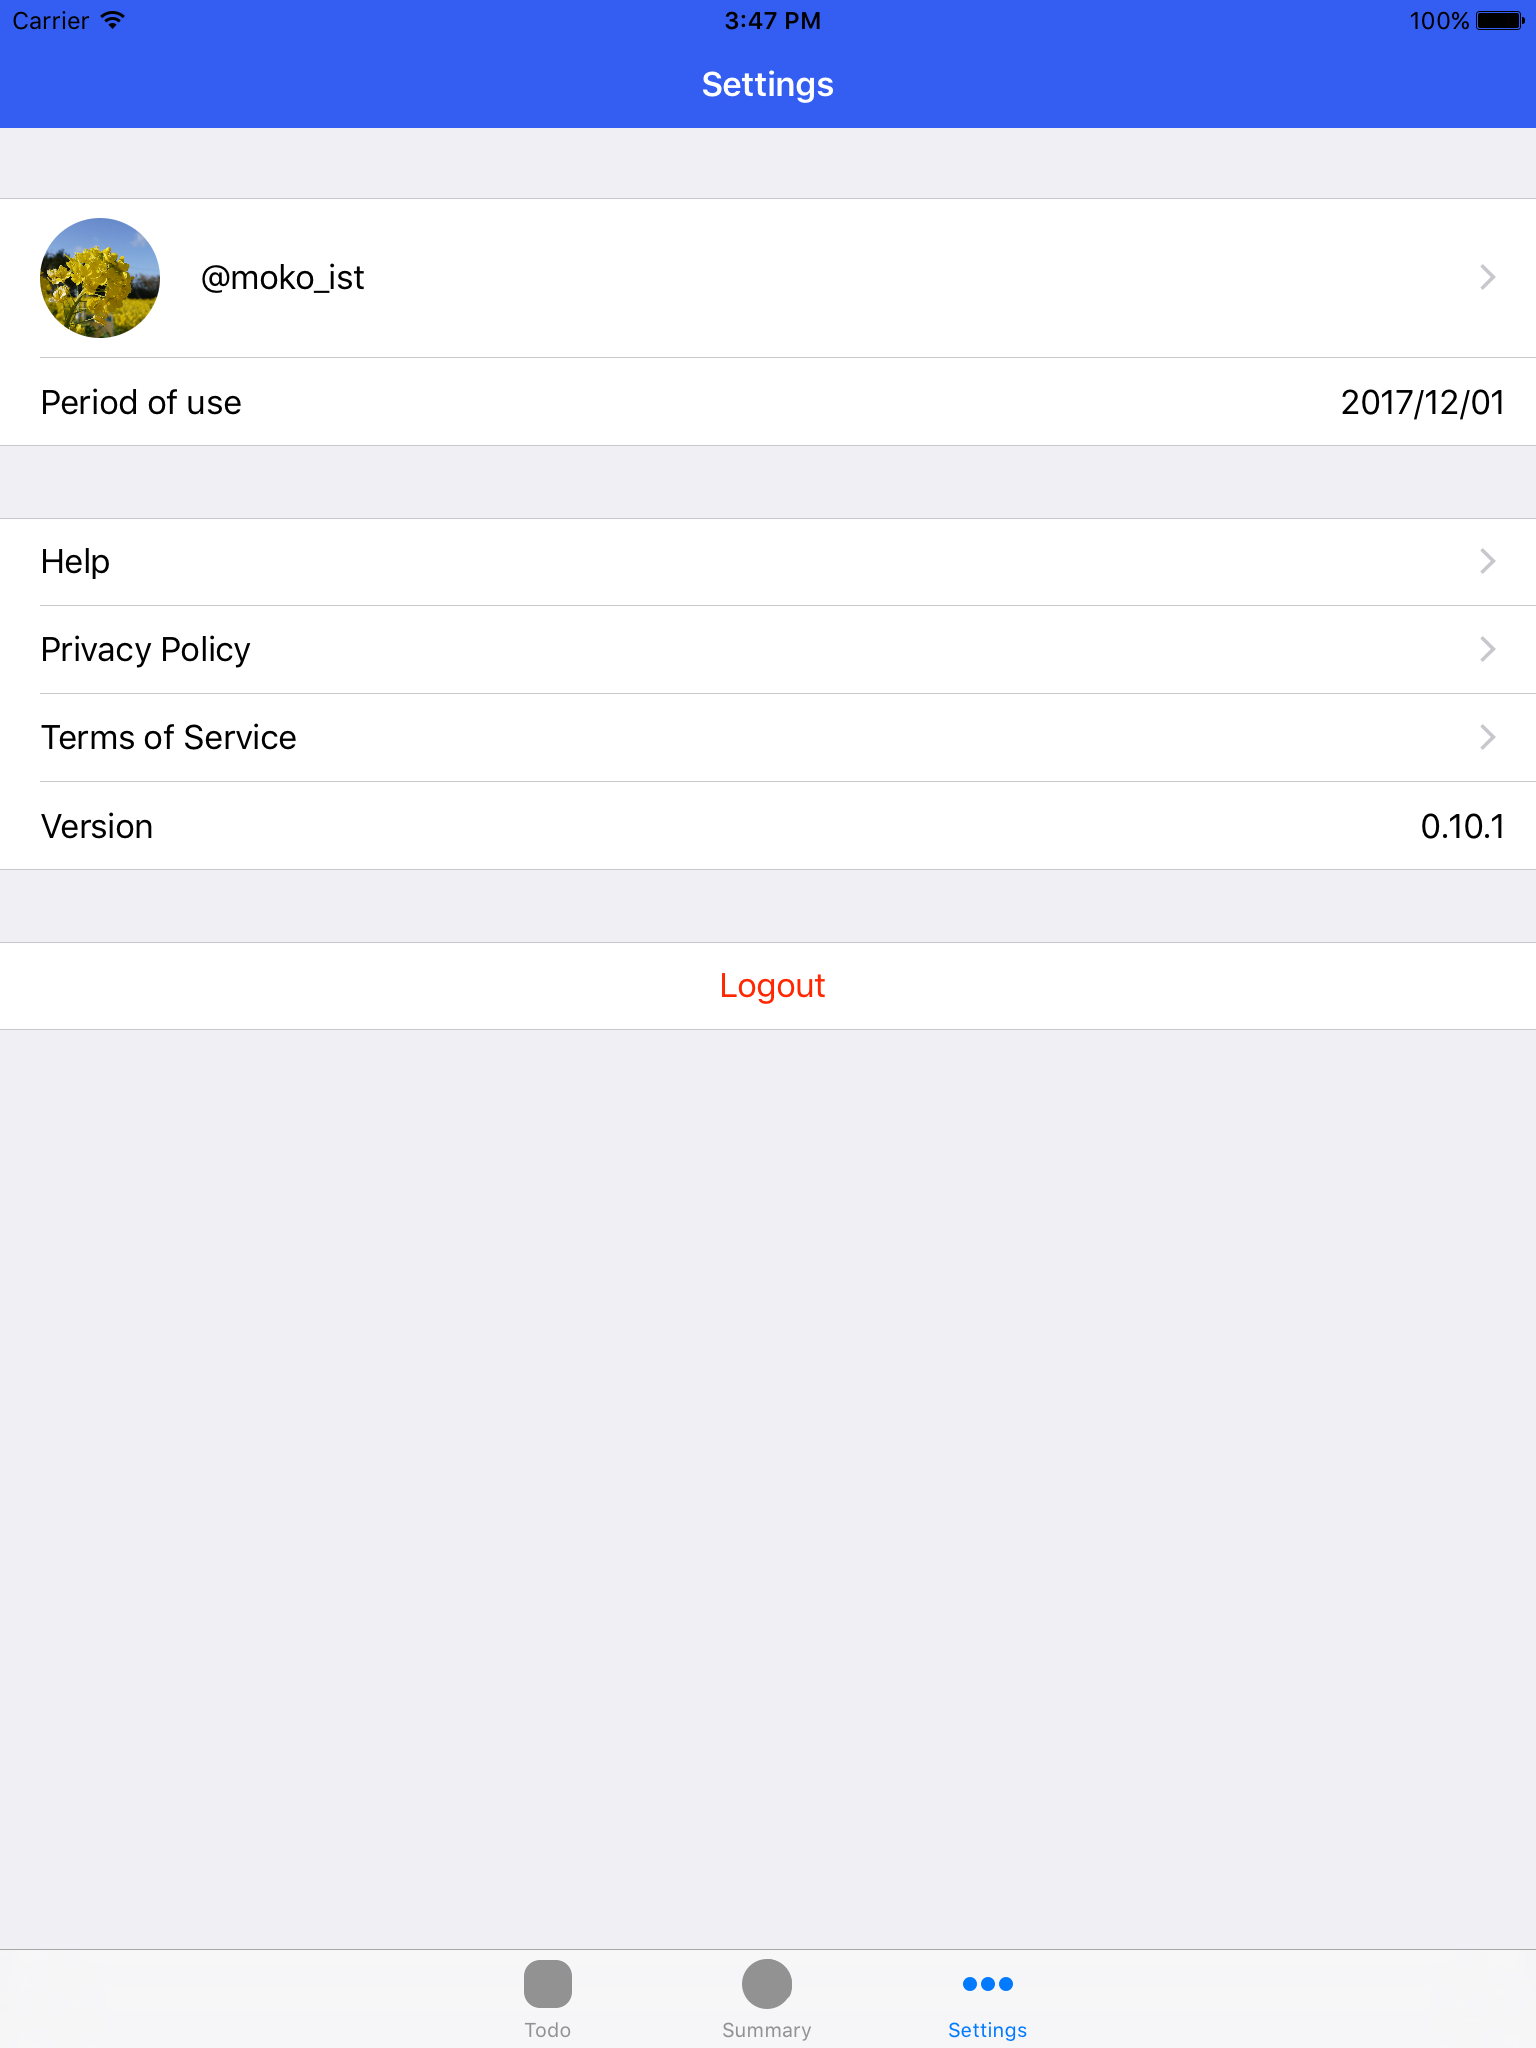 Carrier 3:47 PM 100%
Settings
@moko_ist
Period of use 2017/12/01
Help
Privacy Policy
Terms of Service
Version 0.10.1
Logout
Todo Summary Settings